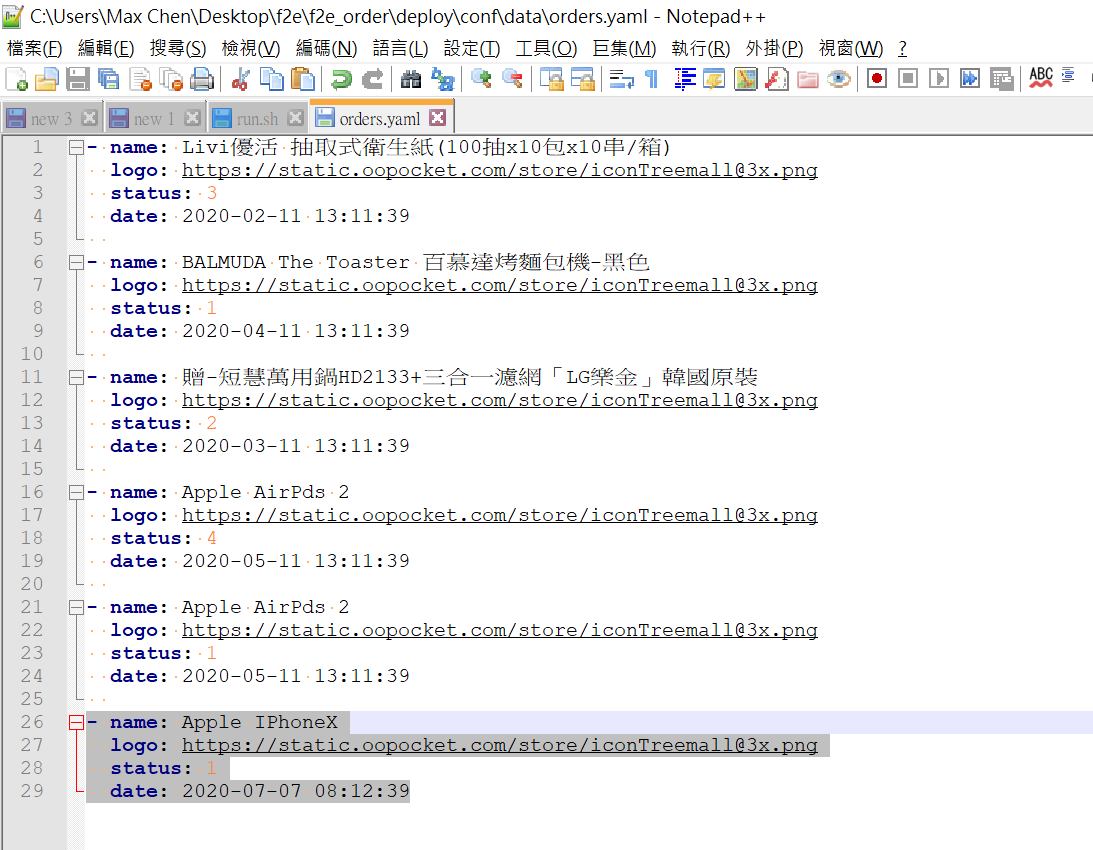 C:\Users\Max Chen\Desktop\f2e\f2e_order\deploy\conf\data\orders.yaml - Notepad++
檔案(F) 編輯(E) 搜尋(S) 檢視(V) 編碼(N) 語言(L) 設定(T) 工具(O) 巨集(M) 執行(R) 外掛(P) 視窗(W) ?
ABC
new 3 new 1 run.sh orders.yaml
1 - name: Livi優活 抽取式衛生紙(100抽x10包x10串/箱)
2 logo: https://static.oopocket.com/store/iconTreemall@3x.png
3 status: 3
4 date: 2020-02-11 13:11:39
5
6 - name: BALMUDA The Toaster 百慕達烤麵包機-黑色
7 logo: https://static.oopocket.com/store/iconTreemall@3x.png
8 status: 1
9 date: 2020-04-11 13:11:39
10
11 - name: 贈-短慧萬用鍋HD2133+三合一濾網「LG樂金」韓國原裝
12 logo: https://static.oopocket.com/store/iconTreemall@3x.png
13 status: 2
14 date: 2020-03-11 13:11:39
15
16 - name: Apple AirPds 2
17 logo: https://static.oopocket.com/store/iconTreemall@3x.png
18 status: 4
19 date: 2020-05-11 13:11:39
20
21 - name: Apple AirPds 2
22 logo: https://static.oopocket.com/store/iconTreemall@3x.png
23 status: 1
24 date: 2020-05-11 13:11:39
25
26 - name: Apple IPhoneX
27 logo: https://static.oopocket.com/store/iconTreemall@3x.png
28 status: 1
29 date: 2020-07-07 08:12:39